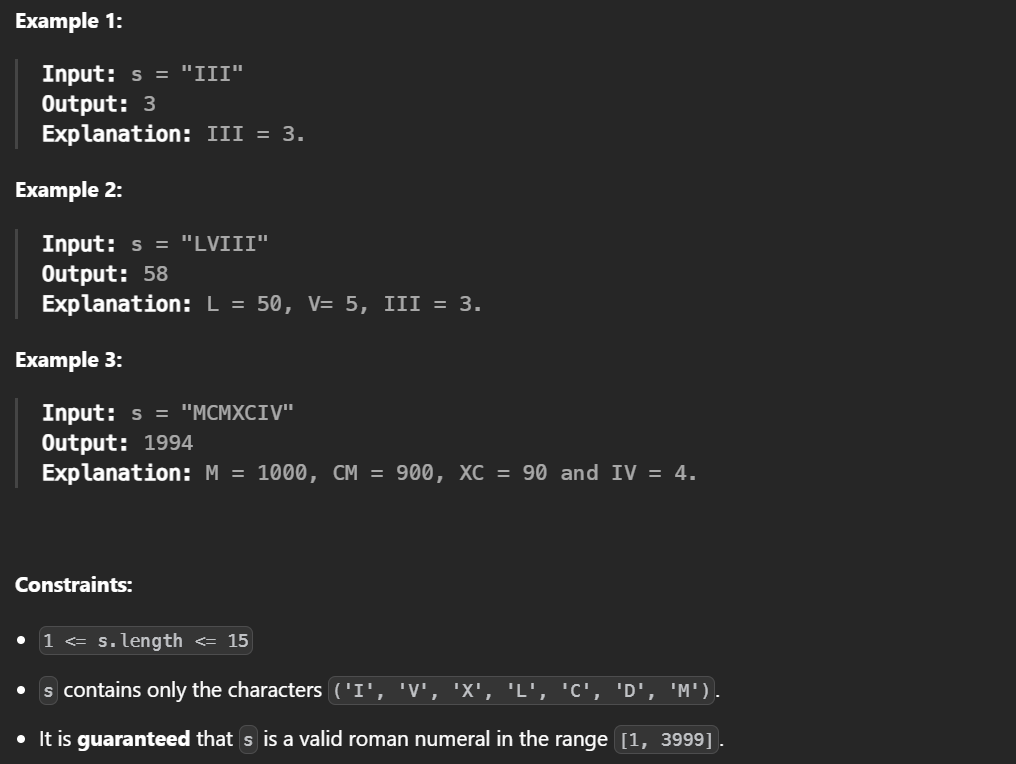 Example 1:
Input: s = "III"
Output: 3
Explanation: III = 3.
Example 2:
Input: s = "LVIII"
Output: 58
Explanation: L = 50, V= 5, III = 3.
Example 3:
Input: s = "MCMXCIV"
Output: 1994
Explanation: M = 1000, CM = 900, XC = 90 and IV = 4.
Constraints:
• 1 <= s.length <= 15
• s contains only the characters ('I', 'V', 'X', 'L', 'C', 'D', 'M').
• It is guaranteed that s is a valid roman numeral in the range [1, 3999].